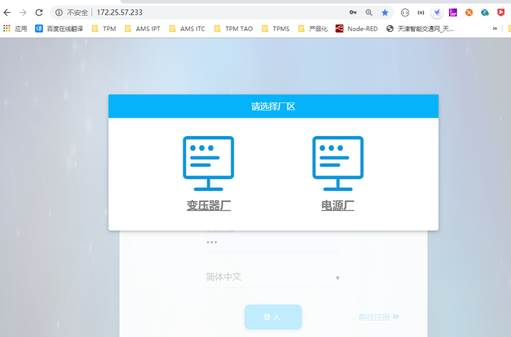 不安全 172.25.57.233
应用 百度在线翻译 TPM AMS IPT AMS ITC TPM TAO TPMS 产品化 Node-RED 天津智能交通网_天... »
请选择厂区
变压器厂 电源厂
•••
简体中文
登 入